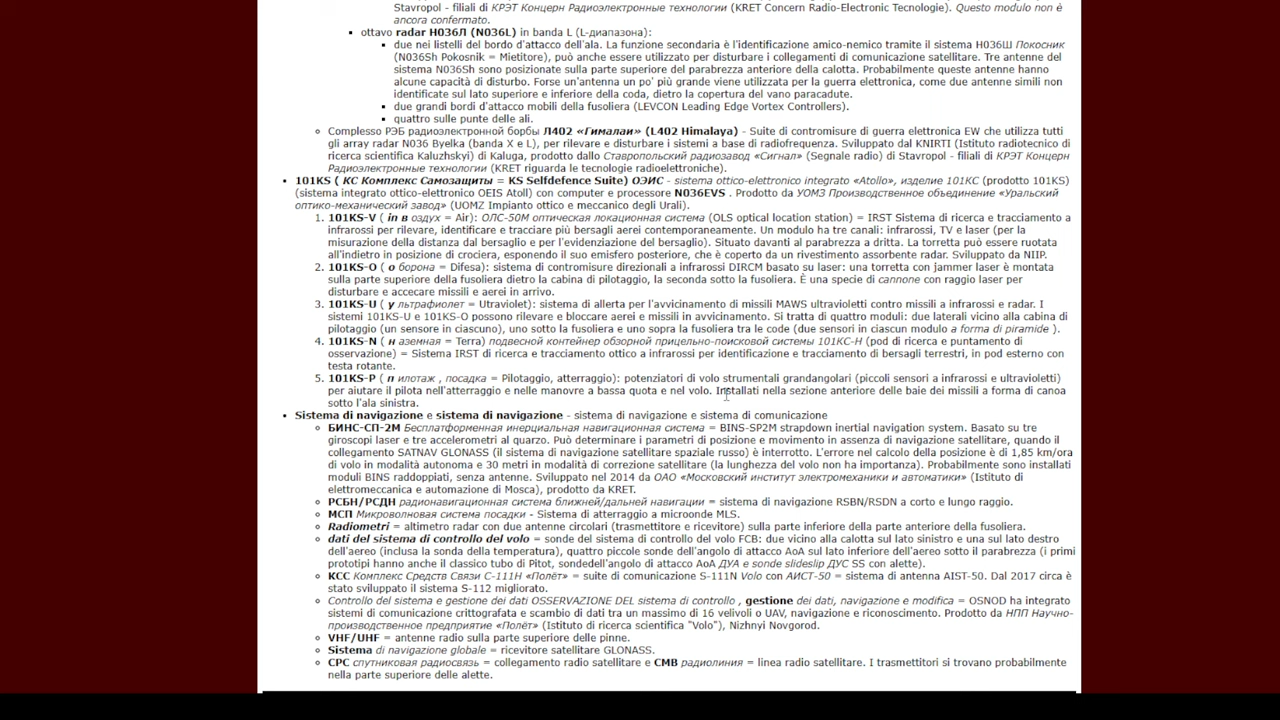 Stavropol - filiali di КРЭТ Концерн Радиоэлектронные технологии (KRET Concern Radio-Electronic Tecnologie). Questo modulo non è
ancora confermato.
ottavo radar Н036Л (N036L) in banda L (L-диапазона):
due nei listelli del bordo d'attacco dell'ala. La funzione secondaria è l'identificazione amico-nemico tramite il sistema Н036Ш Покосник
(N036Sh Pokosnik = Mietitore), può anche essere utilizzato per disturbare i collegamenti di comunicazione satellitare. Tre antenne del
sistema N036Sh sono posizionate sulla parte superiore del parabrezza anteriore della calotta. Probabilmente queste antenne hanno
alcune capacità di disturbo. Forse un'antenna un po' più grande viene utilizzata per la guerra elettronica, come due antenne simili non
identificate sul lato superiore e inferiore della coda, dietro la copertura del vano paracadute.
due grandi bordi d'attacco mobili della fusoliera (LEVCON Leading Edge Vortex Controllers).
quattro sulle punte delle ali.
Complesso РЭБ радиоэлектронной борбы Л402 «Гималаи» (L402 Himalaya) - Suite di contromisure di guerra elettronica EW che utilizza tutti
gli array radar N036 Byelka (banda X e L), per rilevare e disturbare i sistemi a base di radiofrequenza. Sviluppato dal KNIRTI (Istituto radiotecnico di
ricerca scientifica Kaluzhskyi) di Kaluga, prodotto dallo Ставропольский радиозавод «Сигнал» (Segnale radio) di Stavropol - filiali di КРЭТ Концерн
Радиоэлектронные технологии (KRET riguarda le tecnologie radioelettroniche).
101KS ( КС Комплекс Самозащиты = KS Selfdefence Suite) ОЭИС - sistema ottico-elettronico integrato «Atollo», изделие 101КС (prodotto 101KS)
(sistema integrato ottico-elettronico OEIS Atoll) con computer e processore N036EVS . Prodotto da УОМЗ Производственное объединение «Уральский
оптико-механический завод» (UOMZ Impianto ottico e meccanico degli Urali).
1. 101KS-V ( in в оздух = Air): ОЛС-50М оптическая локационная система (OLS optical location station) = IRST Sistema di ricerca e tracciamento a
infrarossi per rilevare, identificare e tracciare più bersagli aerei contemporaneamente. Un modulo ha tre canali: infrarossi, TV e laser (per la
misurazione della distanza dal bersaglio e per l'evidenziazione del bersaglio). Situato davanti al parabrezza a dritta. La torretta può essere ruotata
all'indietro in posizione di crociera, esponendo il suo emisfero posteriore, che è coperto da un rivestimento assorbente radar. Sviluppato da NIIP.
2. 101KS-O ( о борона = Difesa): sistema di contromisure direzionali a infrarossi DIRCM basato su laser: una torretta con jammer laser è montata
sulla parte superiore della fusoliera dietro la cabina di pilotaggio, la seconda sotto la fusoliera. È una specie di cannone con raggio laser per
disturbare e accecare missili e aerei in arrivo.
3. 101KS-U ( у льтрафиолет = Utraviolet): sistema di allerta per l'avvicinamento di missili MAWS ultravioletti contro missili a infrarossi e radar. I
sistemi 101KS-U e 101KS-O possono rilevare e bloccare aerei e missili in avvicinamento. Si tratta di quattro moduli: due laterali vicino alla cabina di
pilotaggio (un sensore in ciascuno), uno sotto la fusoliera e uno sopra la fusoliera tra le code (due sensori in ciascun modulo a forma di piramide ).
4. 101KS-N ( н аземная = Terra) подвесной контейнер обзорной прицельно-поисковой системы 101КС-Н (pod di ricerca e puntamento di
osservazione) = Sistema IRST di ricerca e tracciamento ottico a infrarossi per identificazione e tracciamento di bersagli terrestri, in pod esterno con
testa rotante.
5. 101KS-P ( п илотаж , посадка = Pilotaggio, atterraggio): potenziatori di volo strumentali grandangolari (piccoli sensori a infrarossi e ultravioletti)
per aiutare il pilota nell'atterraggio e nelle manovre a bassa quota e nel volo. Installati nella sezione anteriore delle baie dei missili a forma di canoa
sotto l'ala sinistra.
Sistema di navigazione e sistema di navigazione - sistema di navigazione e sistema di comunicazione
БИНС-СП-2М Бесплатформенная инерциальная навигационная система = BINS-SP2M strapdown inertial navigation system. Basato su tre
giroscopi laser e tre accelerometri al quarzo. Può determinare i parametri di posizione e movimento in assenza di navigazione satellitare, quando il
collegamento SATNAV GLONASS (il sistema di navigazione satellitare spaziale russo) è interrotto. L'errore nel calcolo della posizione è di 1,85 km/ora
di volo in modalità autonoma e 30 metri in modalità di correzione satellitare (la lunghezza del volo non ha importanza). Probabilmente sono installati
moduli BINS raddoppiati, senza antenne. Sviluppato nel 2014 da ОАО «Московский институт электромеханики и автоматики» (Istituto di
elettromeccanica e automazione di Mosca), prodotto da KRET.
РСБН/РСДН радионавигационная система ближней/дальней навигации = sistema di navigazione RSBN/RSDN a corto e lungo raggio.
МСП Микроволновая система посадки - Sistema di atterraggio a microonde MLS.
Radiometri = altimetro radar con due antenne circolari (trasmettitore e ricevitore) sulla parte inferiore della parte anteriore della fusoliera.
dati del sistema di controllo del volo = sonde del sistema di controllo del volo FCB: due vicino alla calotta sul lato sinistro e una sul lato destro
dell'aereo (inclusa la sonda della temperatura), quattro piccole sonde dell'angolo di attacco AoA sul lato inferiore dell'aereo sotto il parabrezza (i primi
prototipi hanno anche il classico tubo di Pitot, sondedell'angolo di attacco AoA ДУА e sonde slideslip ДУС SS con alette).
КСС Комплекс Средств Связи С-111Н «Полёт» = suite di comunicazione S-111N Volo con АИСТ-50 = sistema di antenna AIST-50. Dal 2017 circa è
stato sviluppato il sistema S-112 migliorato.
Controllo del sistema e gestione dei dati OSSERVAZIONE DEL sistema di controllo , gestione dei dati, navigazione e modifica = OSNOD ha integrato
sistemi di comunicazione crittografata e scambio di dati tra un massimo di 16 velivoli o UAV, navigazione e riconoscimento. Prodotto da НПП Научно-
производственное предприятие «Полёт» (Istituto di ricerca scientifica "Volo"), Nizhnyi Novgorod.
VHF/UHF = antenne radio sulla parte superiore delle pinne.
Sistema di navigazione globale = ricevitore satellitare GLONASS.
СРС спутниковая радиосвязь = collegamento radio satellitare e СМВ радиолиния = linea radio satellitare. I trasmettitori si trovano probabilmente
nella parte superiore delle alette.